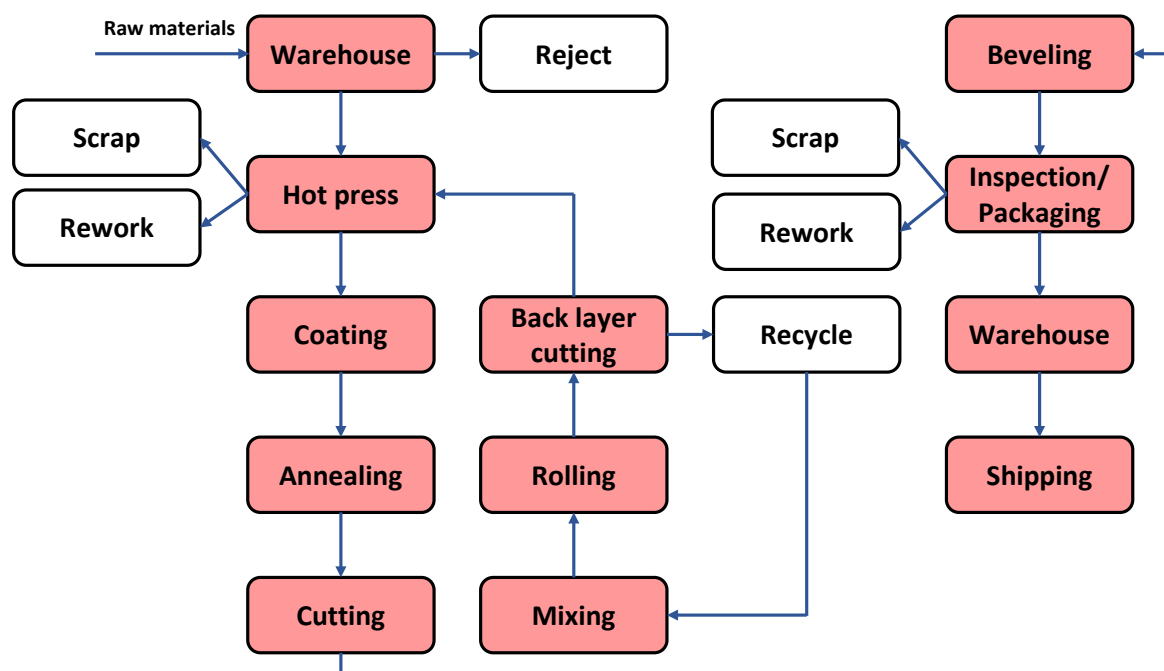 Raw materials
Warehouse
Reject
Beveling
Scrap
Hot press
Rework
Scrap
Inspection/
Packaging
Rework
Coating
Back layer
cutting
Recycle
Warehouse
Annealing
Rolling
Shipping
Cutting
Mixing